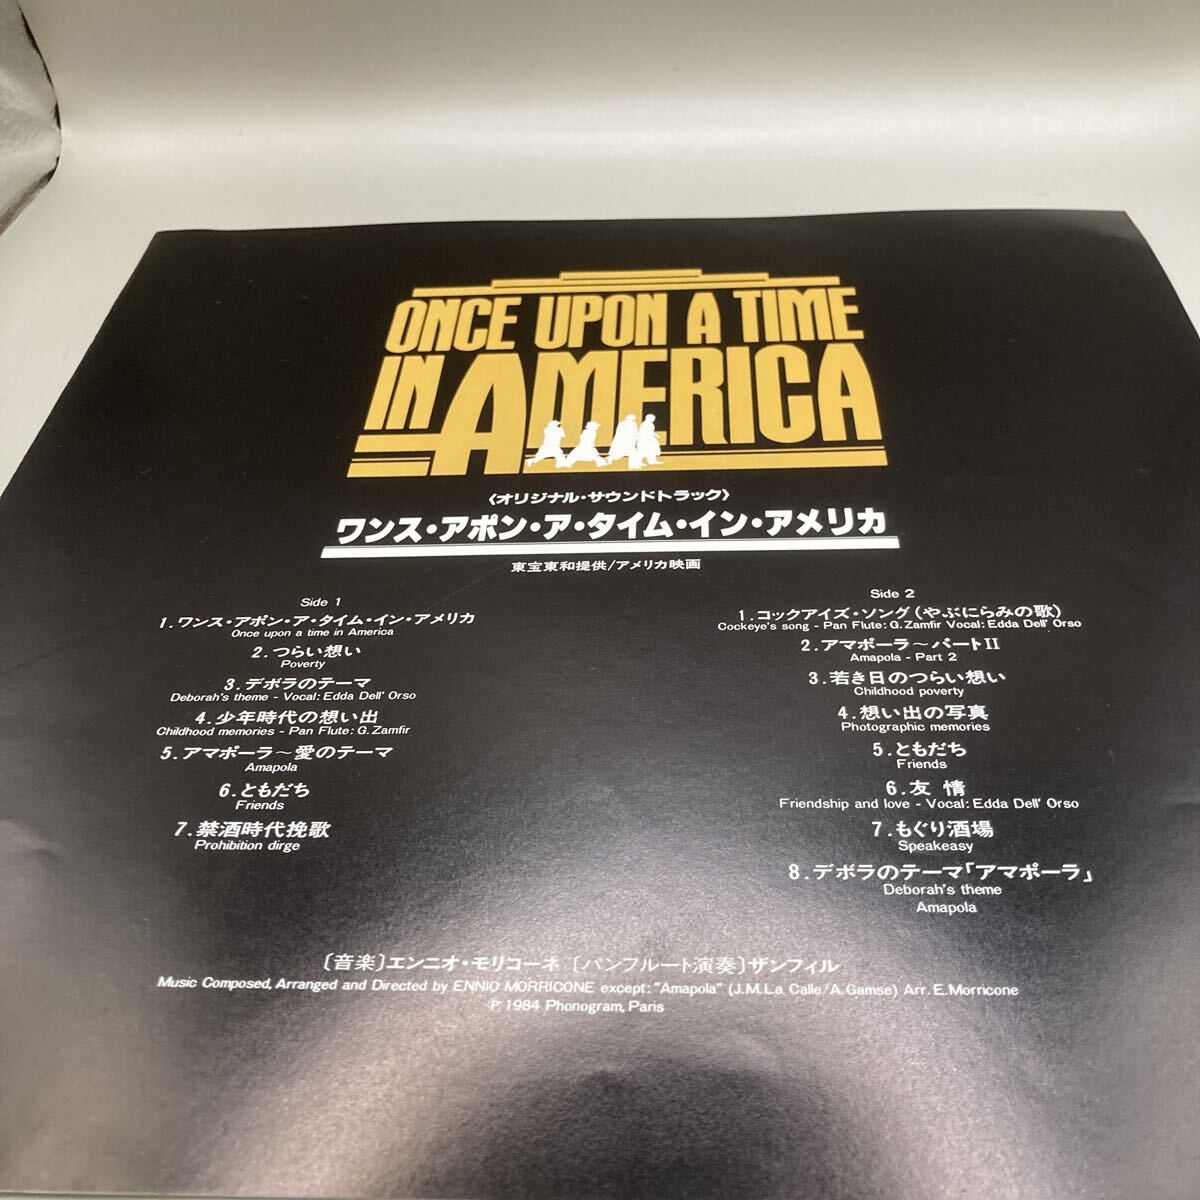 ONCE UPON A TIME
IN AMERICA
〈オリジナル・サウンドトラック〉
ワンス・アポン・ア・タイム・イン・アメリカ
東宝東和提供/アメリカ映画
Side 1
1.ワンス・アポン・ア・タイム・イン・アメリカ
Once upon a time in America
2.つらい想い
Poverty
3.デボラのテーマ
Deborah's theme - Vocal: Edda Dell' Orso
4.少年時代の想い出
Childhood memories - Pan Flute: G. Zamfir
5.アマポーラ〜愛のテーマ
Amapola
6.ともだち
Friends
7.禁酒時代挽歌
Prohibition dirge
Side 2
1.コックアイズ・ソング(やぶにらみの歌)
Cockeye's song - Pan Flute: G. Zamfir Vocal: Edda Dell' Orso
2.アマポーラ〜パートII
Amapola - Part 2
3.若き日のつらい想い
Childhood poverty
4.想い出の写真
Photographic memories
5.ともだち
Friends
6.友 情
Friendship and love - Vocal: Edda Dell' Orso
7.もぐり酒場
Speakeasy
8.デボラのテーマ「アマポーラ」
Deborah's theme
Amapola
〔音楽〕エンニオ・モリコーネ〔パンフルート演奏〕ザンフィル
Music Composed, Arranged and Directed by ENNIO MORRICONE except: "Amapola" (J.M.La Calle/A.Gamse) Arr. E.Morricone
℗ 1984 Phonogram, Paris